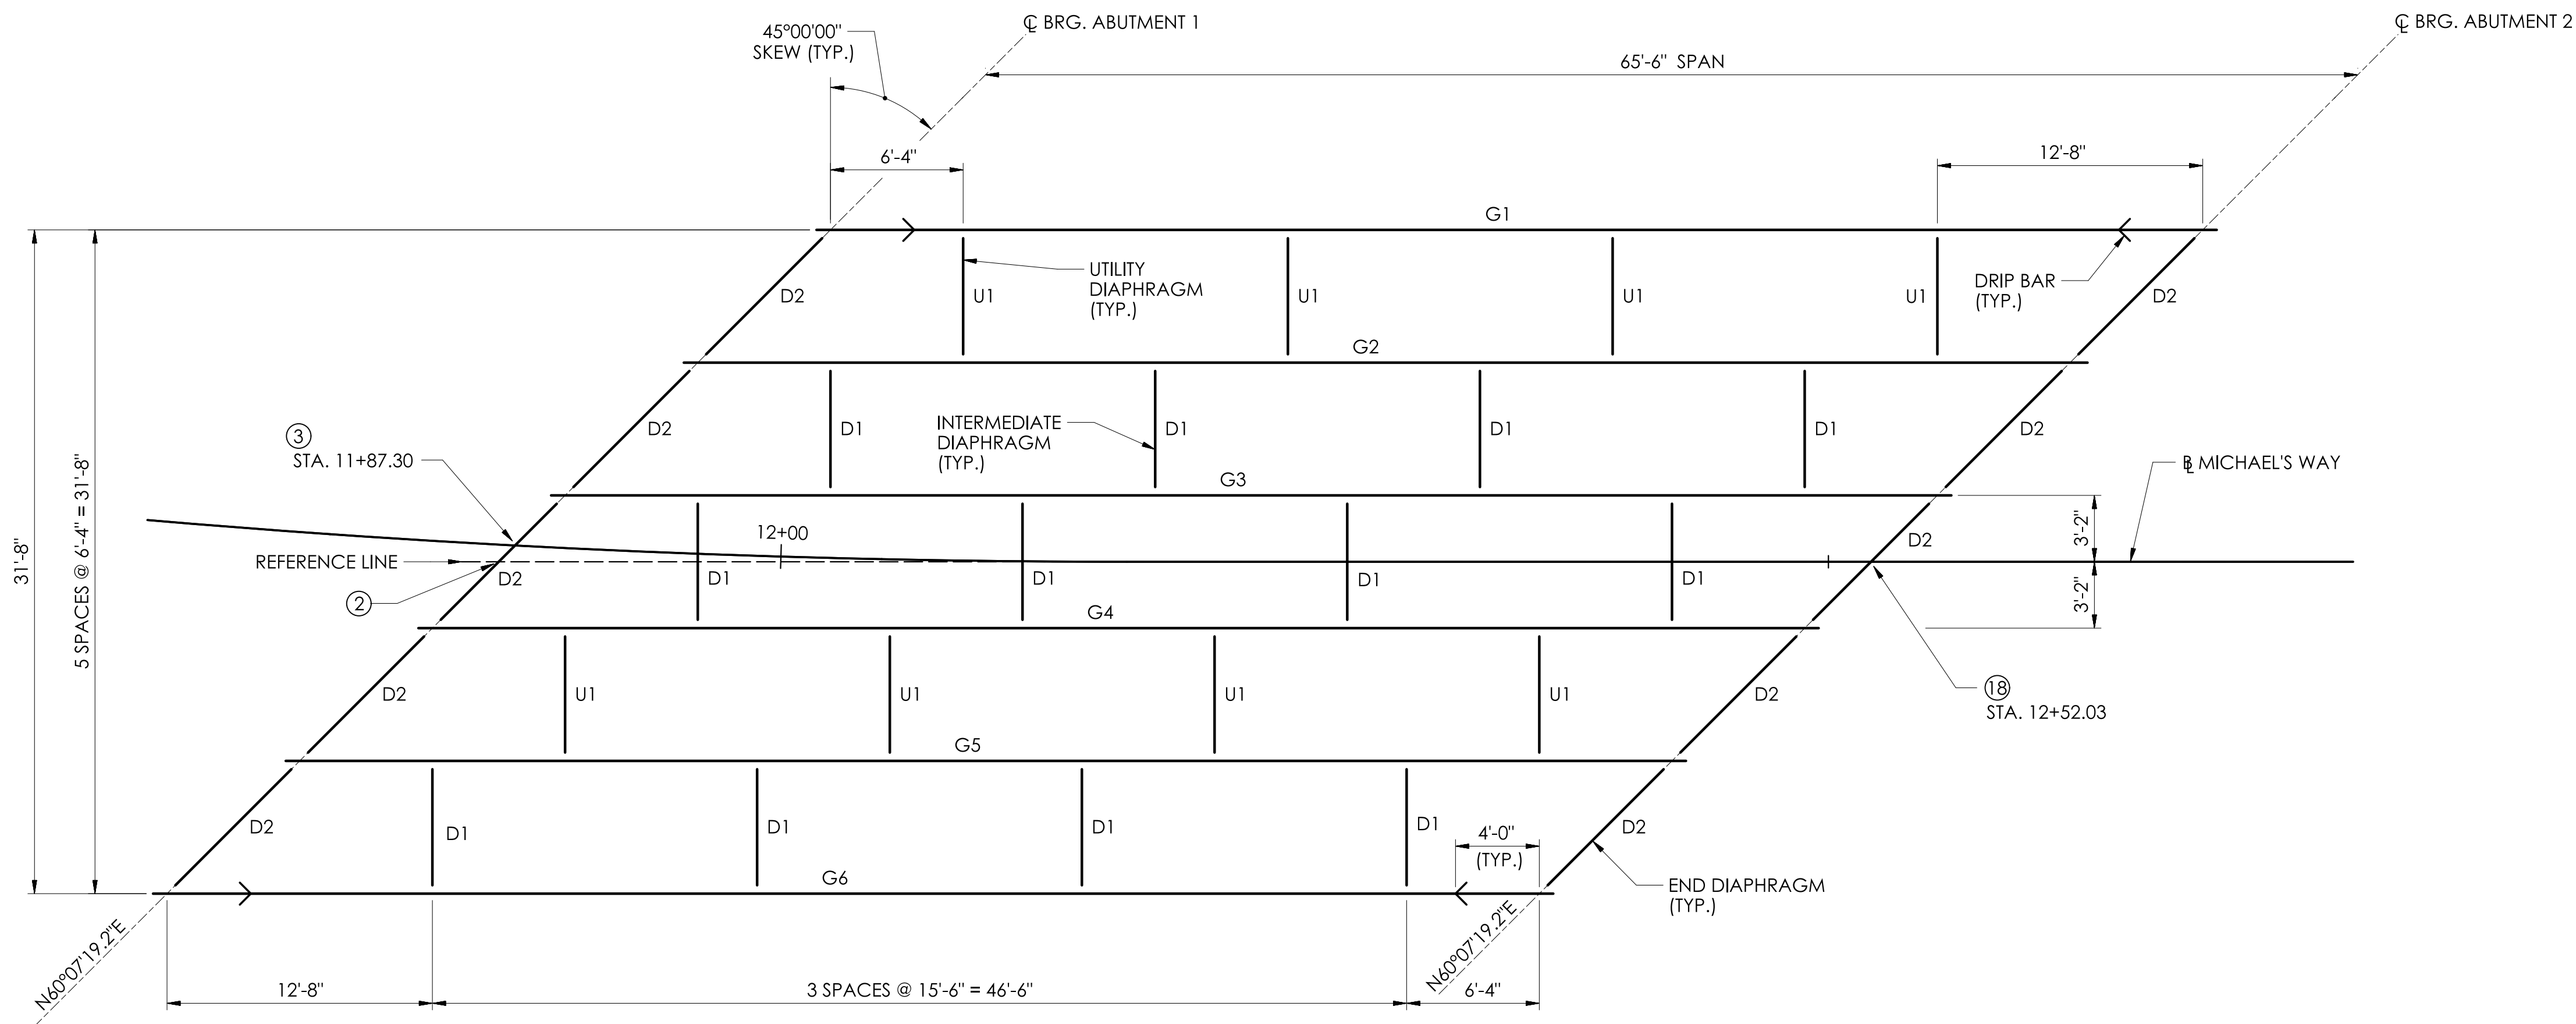 ℄ BRG. ABUTMENT 1
℄ BRG. ABUTMENT 2
45°00'00"
SKEW (TYP.)
65'-6" SPAN
6'-4"
12'-8"
G1
UTILITY
DIAPHRAGM
(TYP.)
DRIP BAR
(TYP.)
D2
U1
U1
U1
U1
D2
G2
INTERMEDIATE
DIAPHRAGM
(TYP.)
D2
D1
D1
D1
D1
D2
3
STA. 11+87.30
BL MICHAEL'S WAY
G3
31'-8"
5 SPACES @ 6'-4" = 31'-8"
12+00
3'-2"
3'-2"
REFERENCE LINE
D2
D1
D1
D1
D1
D2
2
G4
18
STA. 12+52.03
D2
U1
U1
U1
U1
D2
G5
D2
D1
D1
D1
D1
4'-0"
(TYP.)
D2
G6
END DIAPHRAGM
(TYP.)
N60°07'19.2"E
N60°07'19.2"E
12'-8"
3 SPACES @ 15'-6" = 46'-6"
6'-4"